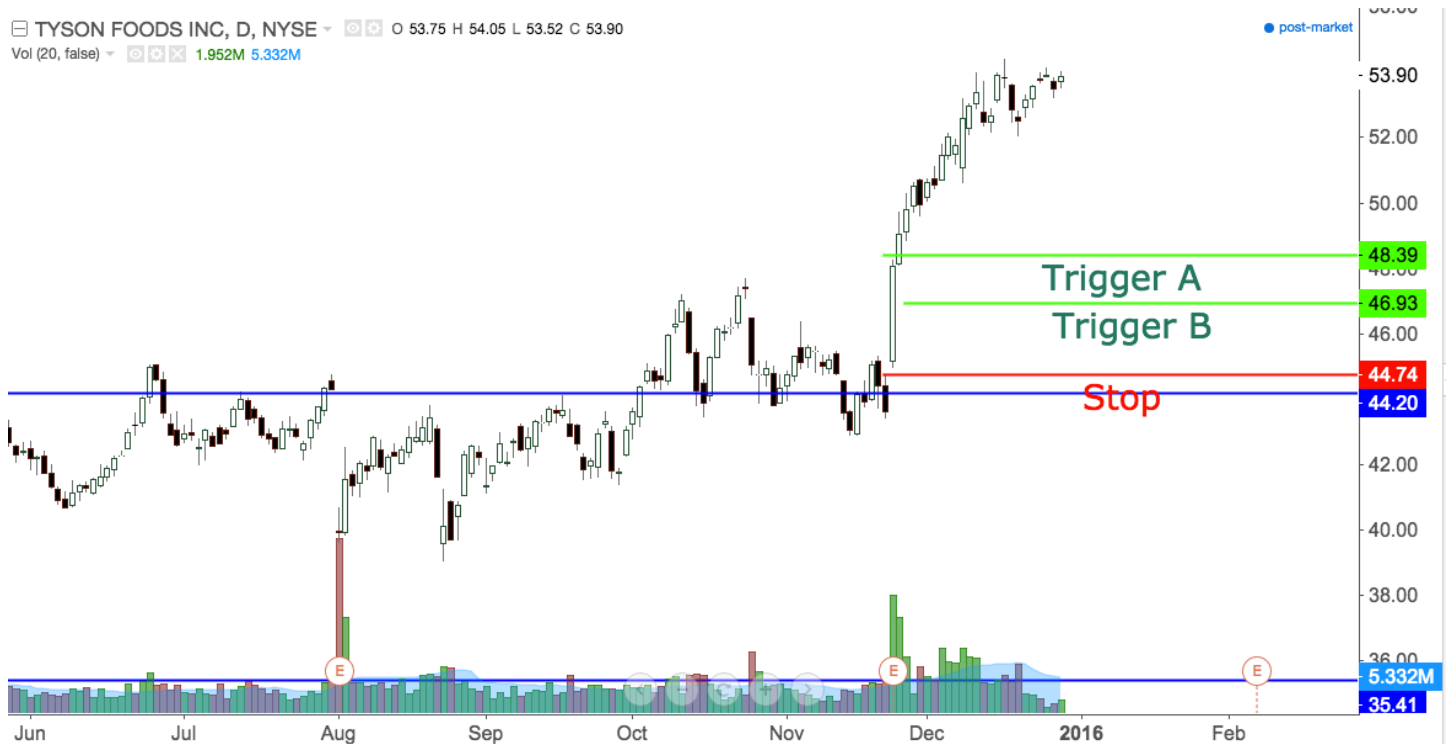 TYSON FOODS INC, D, NYSE O 53.75 H 54.05 L 53.52 C 53.90
post-market
Vol (20, false) 1.952M 5.332M
53.90
52.00
50.00
48.39
48.00
Trigger A
46.93
Trigger B
46.00
44.74
Stop
44.20
42.00
40.00
38.00
36.00
E E E
5.332M
35.41
Jun Jul Aug Sep Oct Nov Dec 2016 Feb